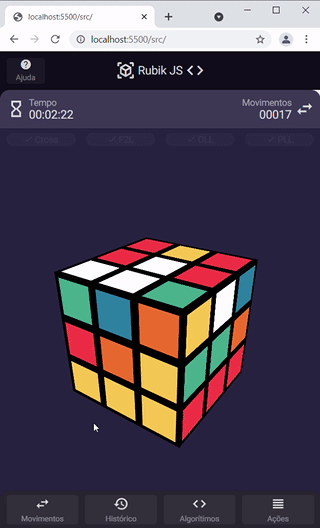 localhost:5500/src/
localhost:5500/src/
Ajuda
Rubik JS
Tempo
Movimentos
00:02:22
00017
Cross
F2L
OLL
PLL
Movimentos
Histórico
Algorítimos
Ações